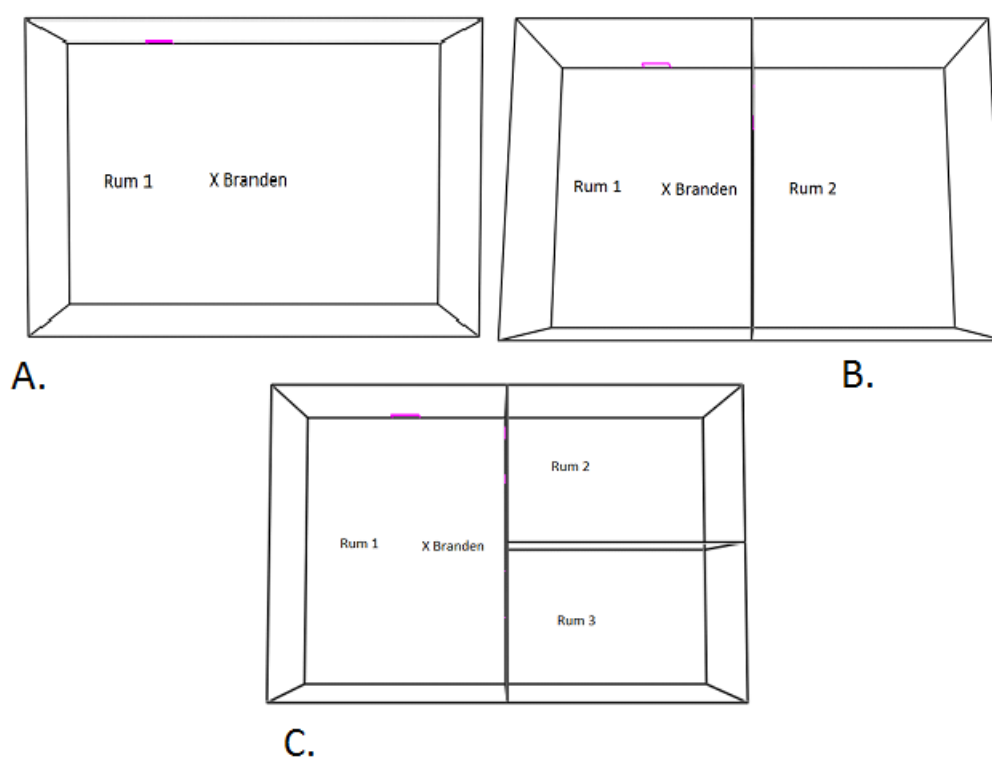 Rum 1 X Branden
Rum 1 X Branden Rum 2
A.
B.
Rum 2
Rum 1 X Branden
Rum 3
C.